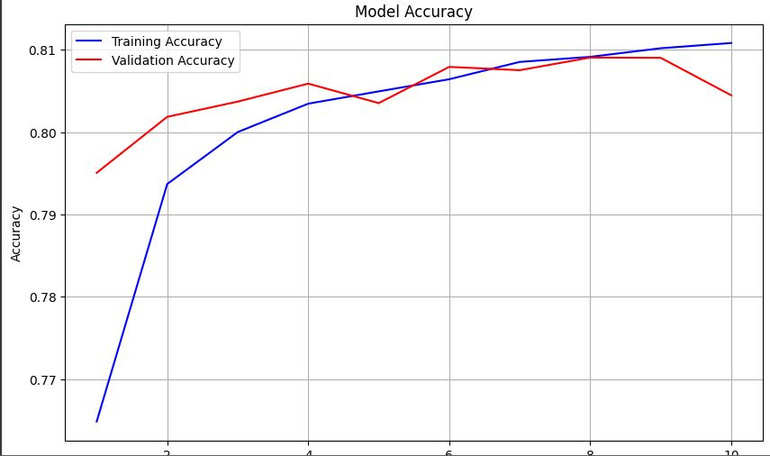 Model Accuracy
Training Accuracy
Validation Accuracy
0.81
0.80
0.79
0.78
0.77
Accuracy
2
4
6
8
10